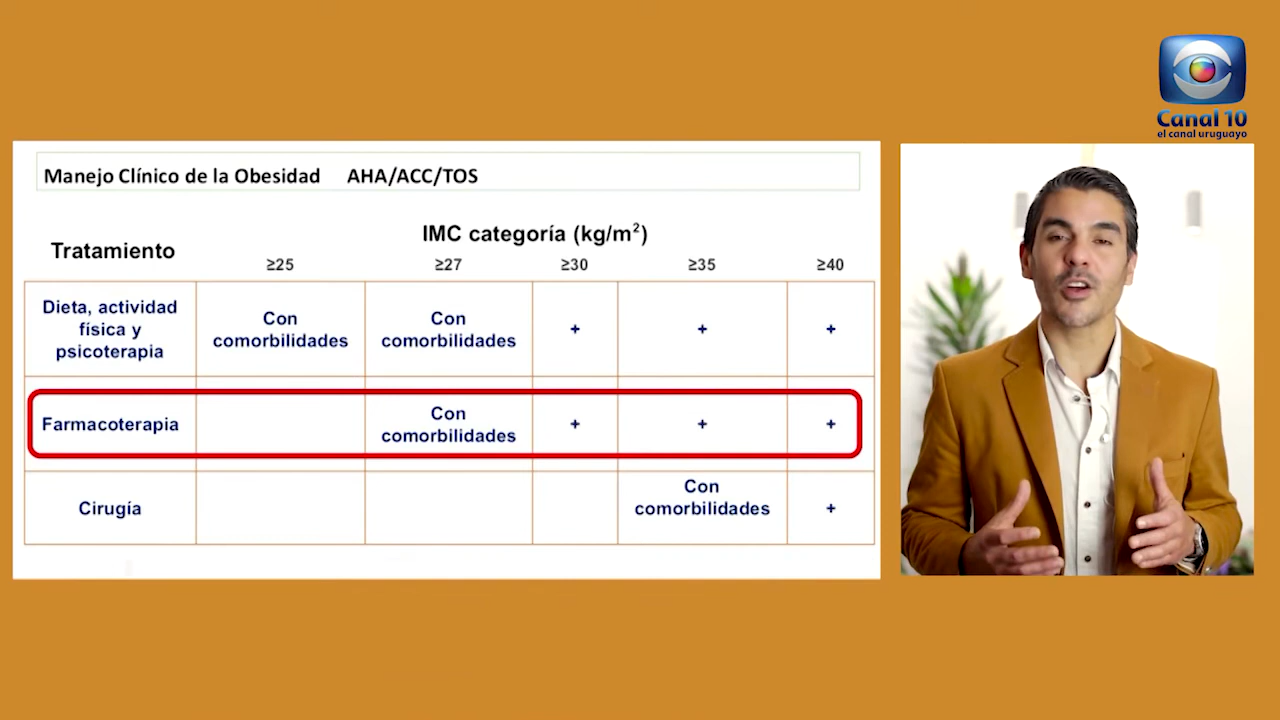 Canal 10
el canal uruguayo
Manejo Clínico de la Obesidad AHA/ACC/TOS
Tratamiento
IMC categoría (kg/m²)
≥25 ≥27 ≥30 ≥35 ≥40
Dieta, actividad
física y
psicoterapia
Con
comorbilidades
Con
comorbilidades
+ + +
Farmacoterapia
Con
comorbilidades
+ + +
Cirugía
Con
comorbilidades
+